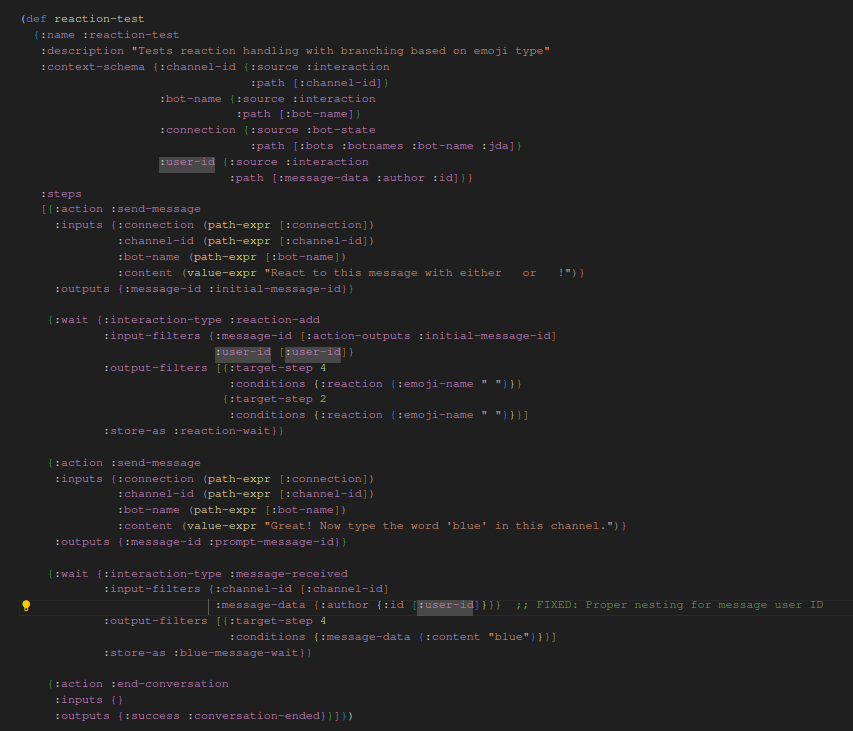 (def reaction-test
{:name :reaction-test
:description "Tests reaction handling with branching based on emoji type"
:context-schema {:channel-id {:source :interaction
:path [:channel-id]}
:bot-name {:source :interaction
:path [:bot-name]}
:connection {:source :bot-state
:path [:bots :botnames :bot-name :jda]}
:user-id {:source :interaction
:path [:message-data :author :id]}}
:steps
[{:action :send-message
:inputs {:connection (path-expr [:connection])
:channel-id (path-expr [:channel-id])
:bot-name (path-expr [:bot-name])
:content (value-expr "React to this message with either   or   !")}
:outputs {:message-id :initial-message-id}}
{:wait {:interaction-type :reaction-add
:input-filters {:message-id [:action-outputs :initial-message-id]
:user-id [:user-id]}
:output-filters [{:target-step 4
:conditions {:reaction {:emoji-name " "}}}
{:target-step 2
:conditions {:reaction {:emoji-name " "}}}]
:store-as :reaction-wait}}
{:action :send-message
:inputs {:connection (path-expr [:connection])
:channel-id (path-expr [:channel-id])
:bot-name (path-expr [:bot-name])
:content (value-expr "Great! Now type the word 'blue' in this channel.")}
:outputs {:message-id :prompt-message-id}}
{:wait {:interaction-type :message-received
:input-filters {:channel-id [:channel-id]
:message-data {:author {:id [:user-id]}}}  ;; FIXED: Proper nesting for message user ID
:output-filters [{:target-step 4
:conditions {:message-data {:content "blue"}}}]
:store-as :blue-message-wait}}
{:action :end-conversation
:inputs {}
:outputs {:success :conversation-ended}}]})